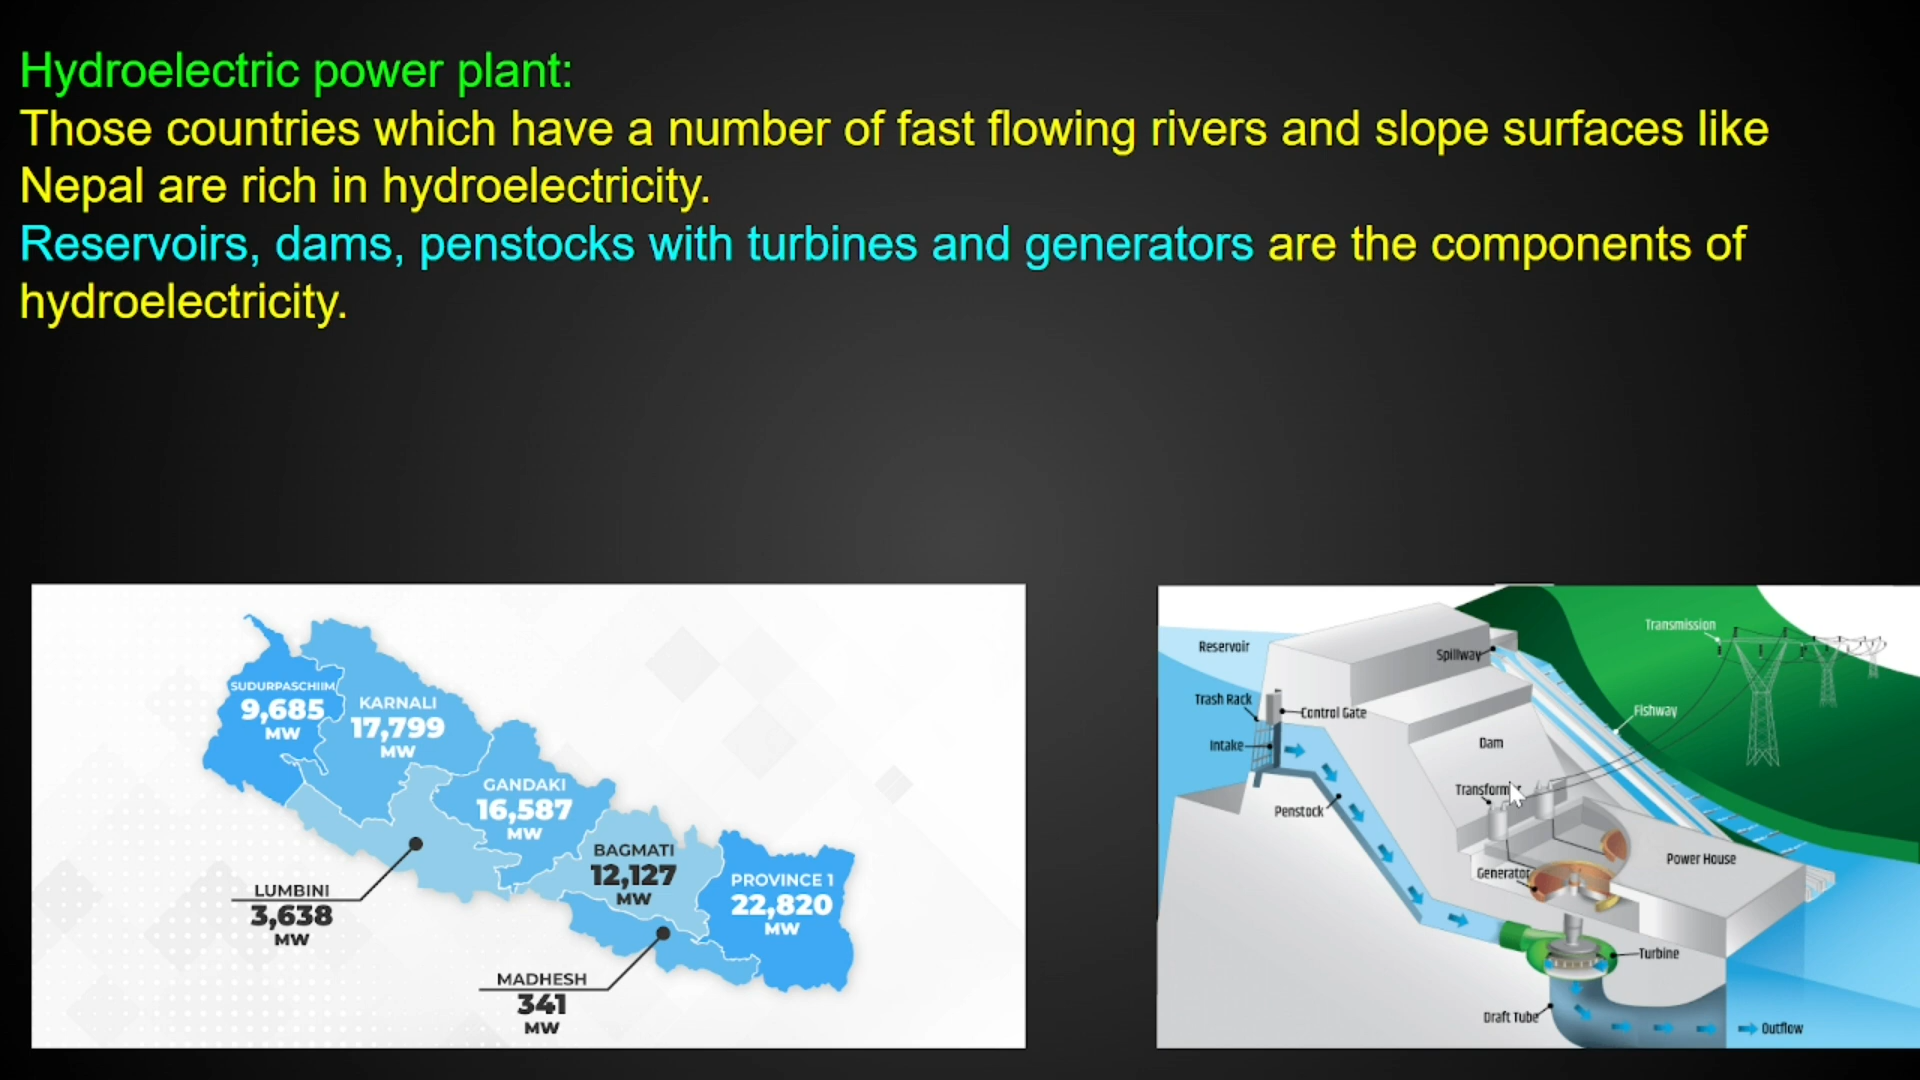 Hydroelectric power plant:
Those countries which have a number of fast flowing rivers and slope surfaces like
Nepal are rich in hydroelectricity.
Reservoirs, dams, penstocks with turbines and generators are the components of
hydroelectricity.
SUDURPASCHIIM
9,685
MW
KARNALI
17,799
MW
GANDAKI
16,587
MW
BAGMATI
12,127
MW
PROVINCE 1
22,820
MW
LUMBINI
3,638
MW
MADHESH
341
MW
Reservoir
Spillway
Transmission
Trash Rack
Control Gate
Fishway
Intake
Dam
Penstock
Power House
Generator
Turbine
Draft Tube
Outflow